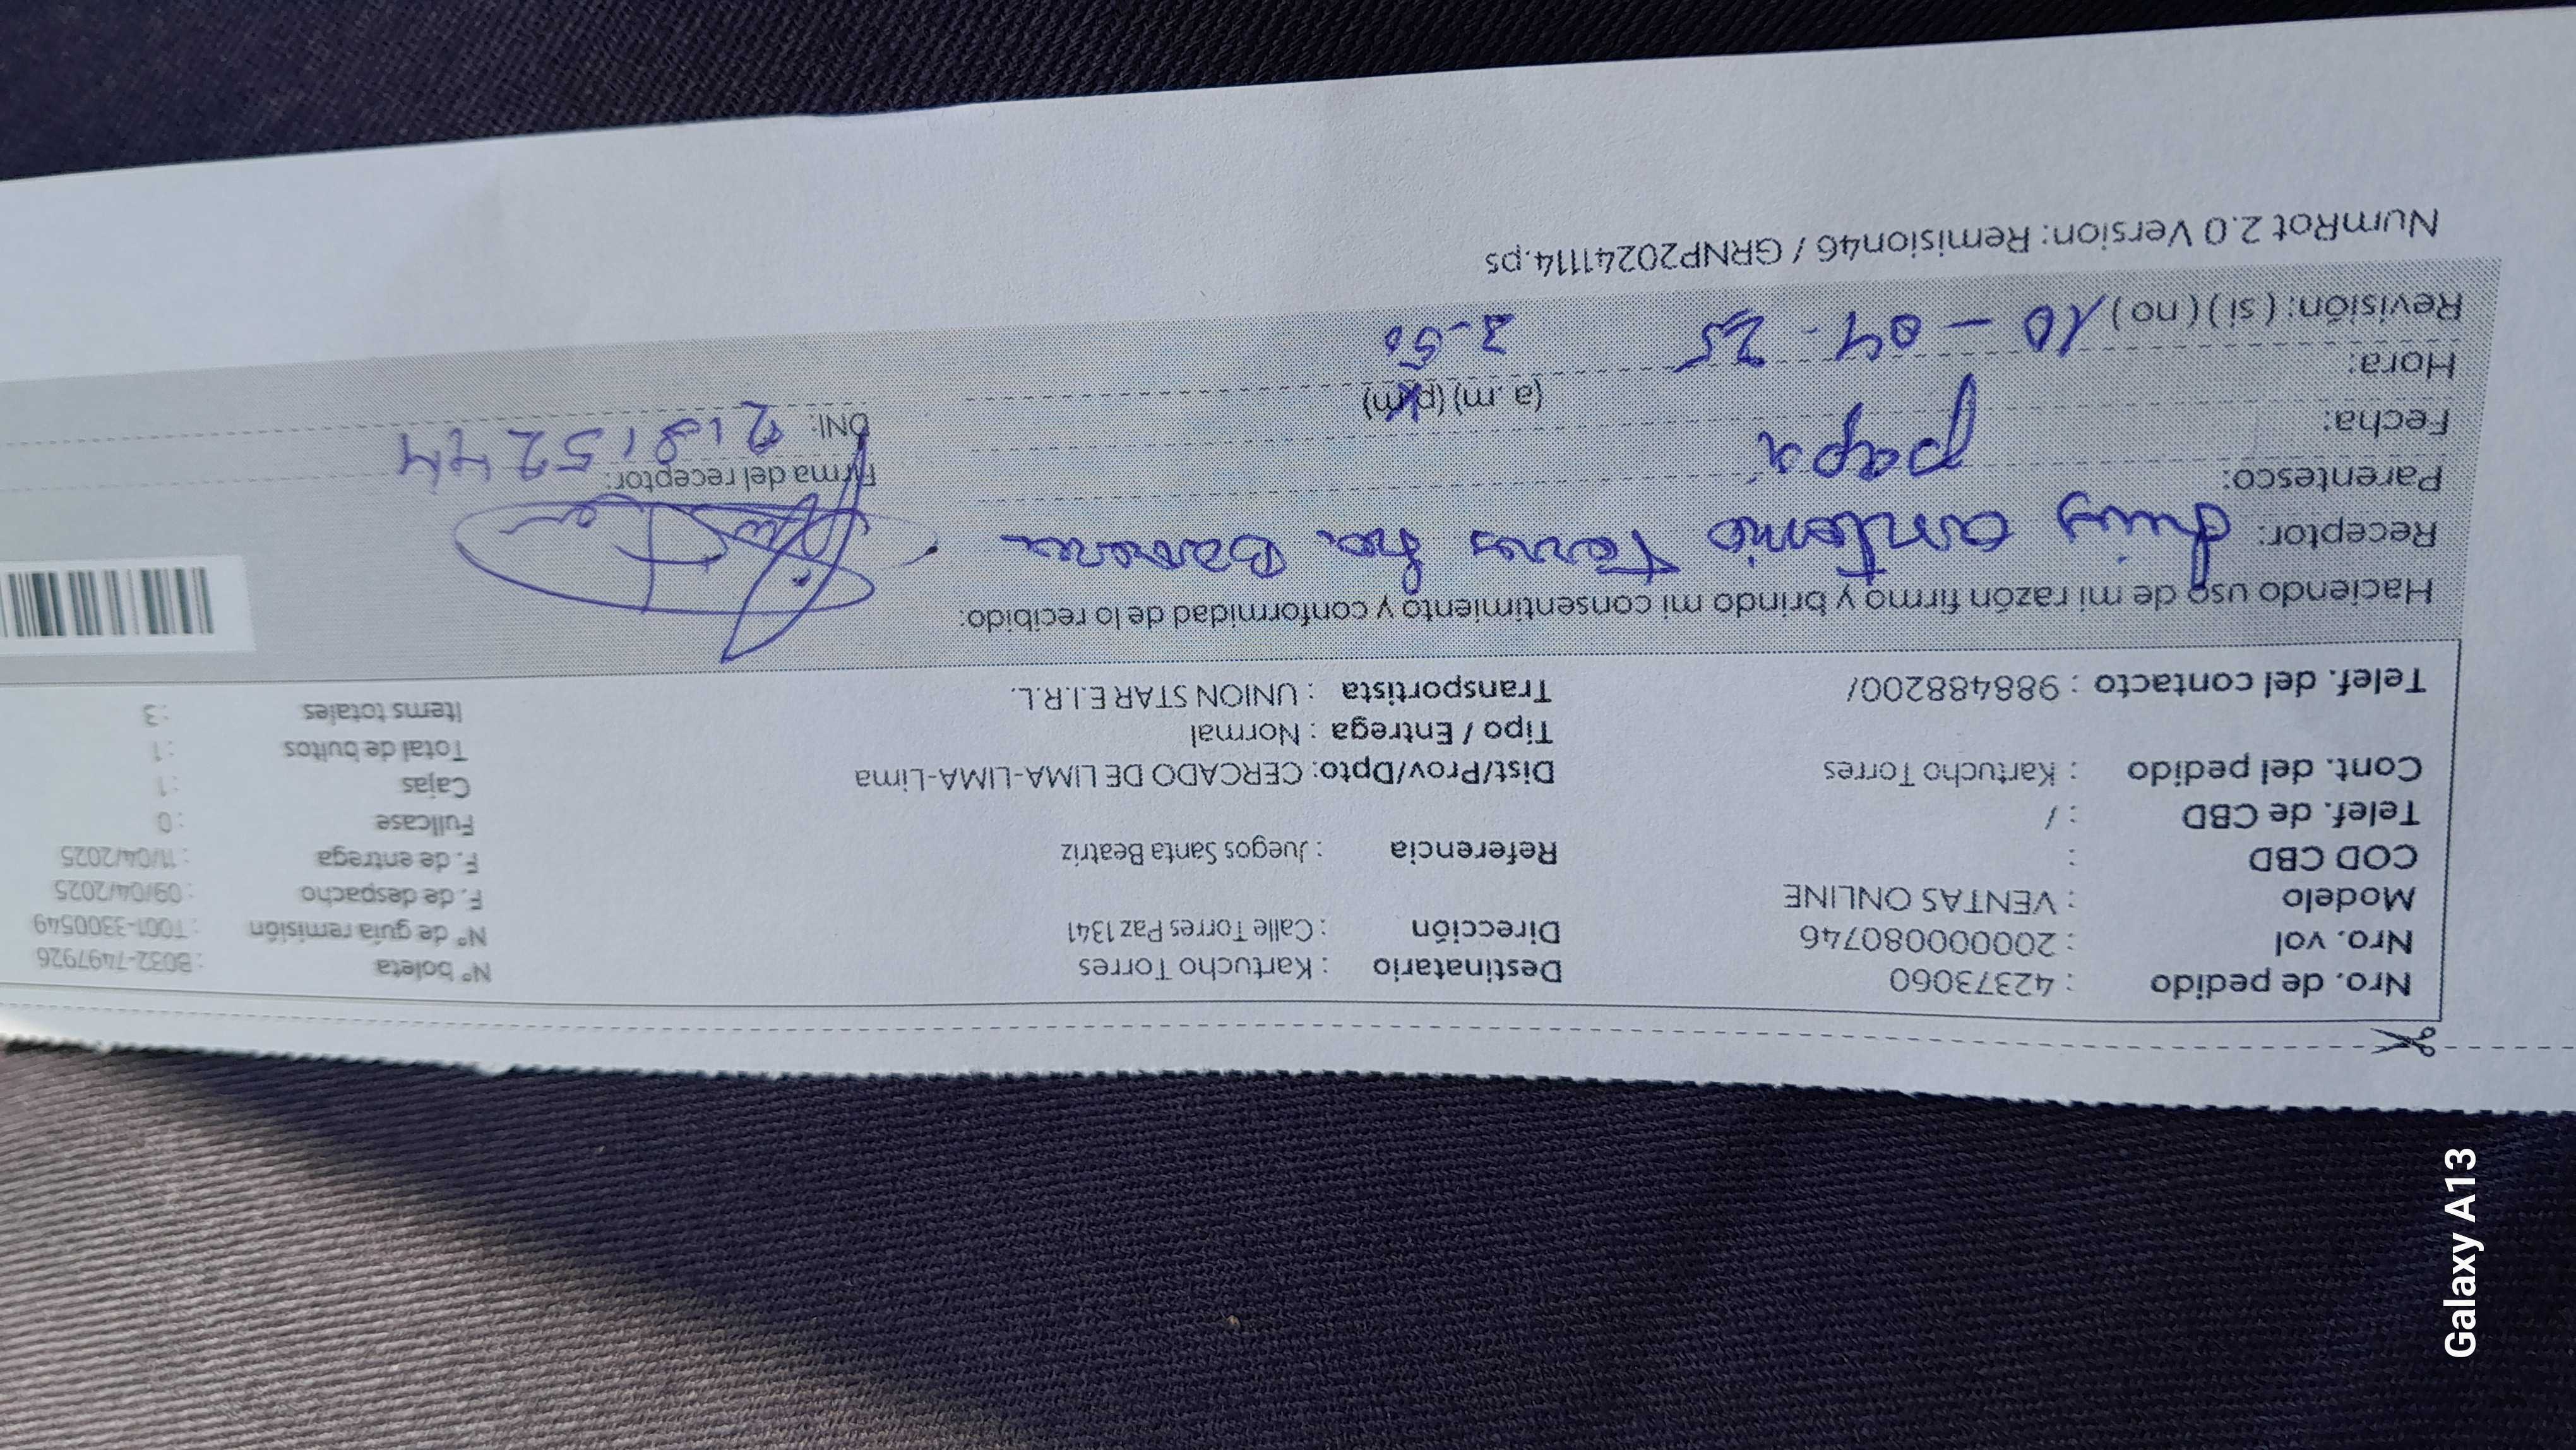 Nro. de pedido : 42373060
Nro. vol : 20000080746
Modelo : VENTAS ONLINE
COD CBD :
Telef. de CBD : /
Cont. del pedido : Kartucho Torres
Telef. del contacto : 988488200/
Destinatario : Kartucho Torres
Dirección : Calle Torres Paz 1341
Referencia : Juegos Santa Beatriz
Dist/Prov/Dpto: CERCADO DE LIMA-LIMA-Lima
Tipo / Entrega : Normal
Transportista : UNION STAR E.I.R.L.
Nº boleta : B032-7497926
Nº de guía remisión : T001-3300549
F. de despacho : 09/04/2025
F. de entrega : 11/04/2025
Fullcase : 0
Cajas : 1
Total de bultos : 1
Items totales : 3
Haciendo uso de mi razón firmo y brindo mi consentimiento y conformidad de lo recibido:
Receptor: antonio Torres
Parentesco: papá
Fecha:
Hora: (a. m) (p.m)
Revisión: ( si ) ( no ) 10 - 04 - 25
Firma del receptor:
DNI:
NumRot 2.0 Version: Remision46 / GRNP20241114.ps
Galaxy A13